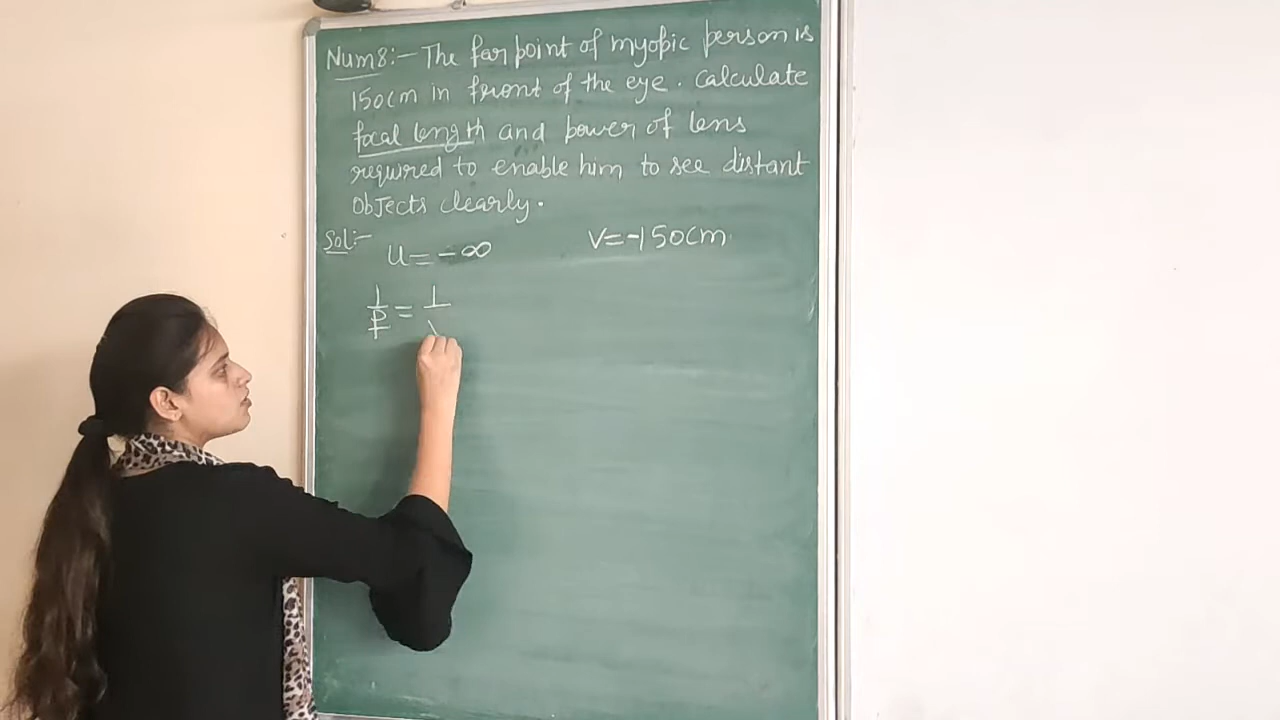 Num8:- The far point of myopic person is
150cm in front of the eye. Calculate
focal length and power of lens
required to enable him to see distant
objects clearly.
Sol:-
u=-∞ v=-150cm
1/f = 1/